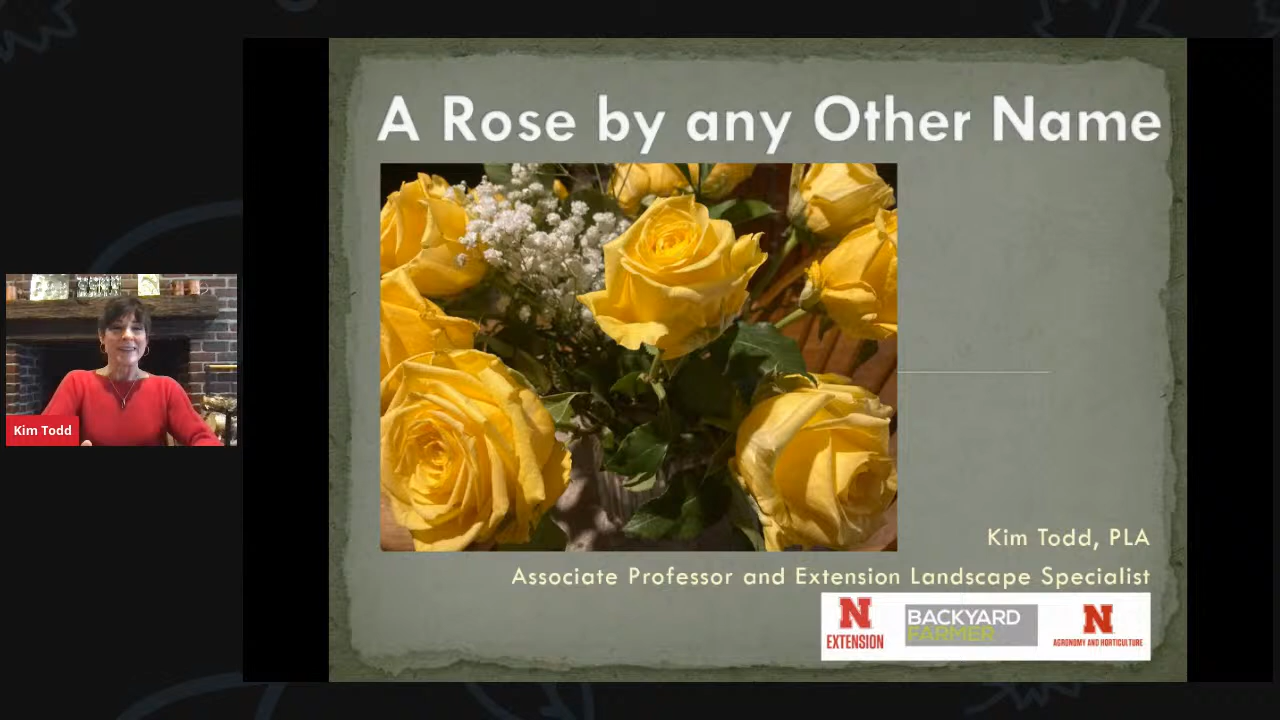 A Rose by any Other Name
Kim Todd
Kim Todd, PLA
Associate Professor and Extension Landscape Specialist
N
EXTENSION
BACKYARD
FARMER
N
AGRONOMY AND HORTICULTURE